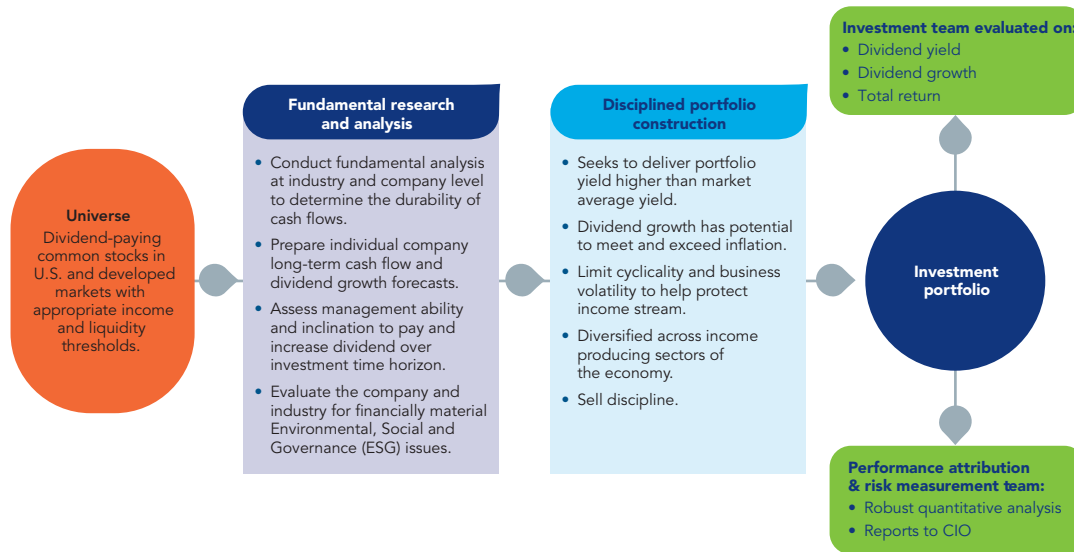 Universe
Dividend-paying
common stocks in
U.S. and developed
markets with
appropriate income
and liquidity
thresholds.
Fundamental research
and analysis
• Conduct fundamental analysis
at industry and company level
to determine the durability of
cash flows.
• Prepare individual company
long-term cash flow and
dividend growth forecasts.
• Assess management ability
and inclination to pay and
increase dividend over
investment time horizon.
• Evaluate the company and
industry for financially material
Environmental, Social and
Governance (ESG) issues.
Disciplined portfolio
construction
• Seeks to deliver portfolio
yield higher than market
average yield.
• Dividend growth has potential
to meet and exceed inflation.
• Limit cyclicality and business
volatility to help protect
income stream.
• Diversified across income
producing sectors of
the economy.
• Sell discipline.
Investment team evaluated on:
• Dividend yield
• Dividend growth
• Total return
Investment
portfolio
Performance attribution
& risk measurement team:
• Robust quantitative analysis
• Reports to CIO